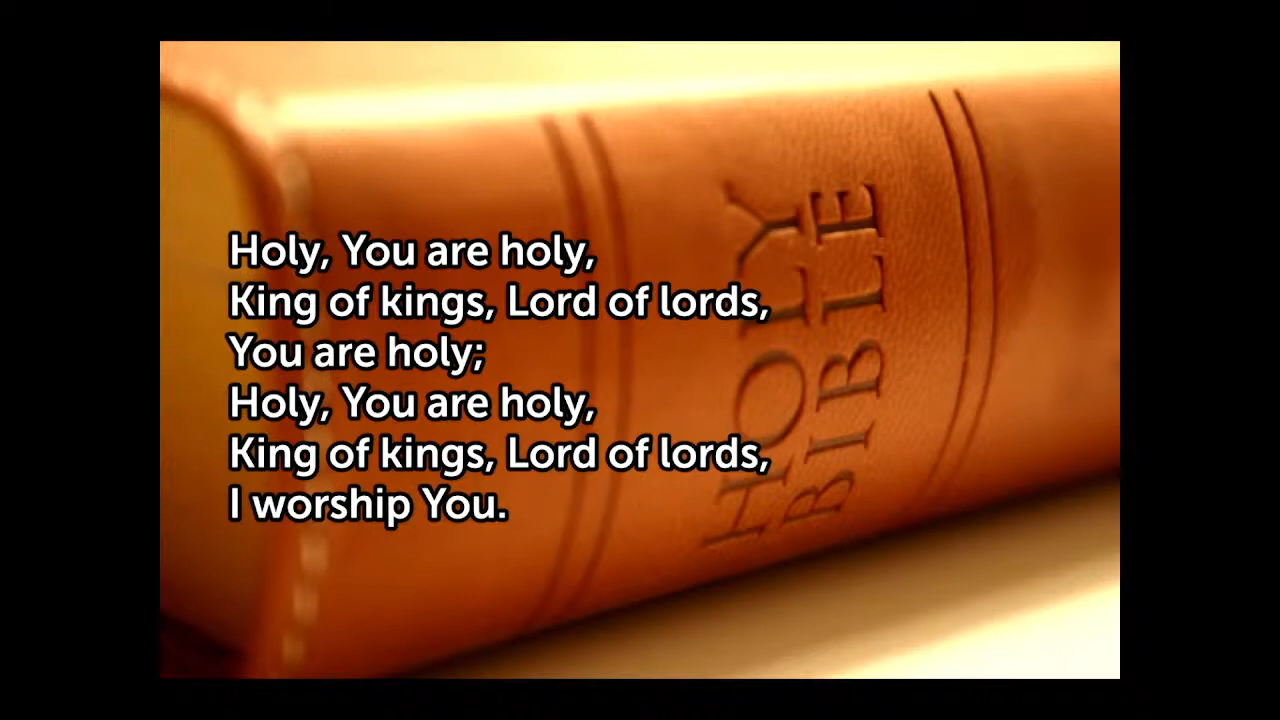 Holy, You are holy,
King of kings, Lord of lords,
You are holy;
Holy, You are holy,
King of kings, Lord of lords,
I worship You.
HOLY
BIBLE